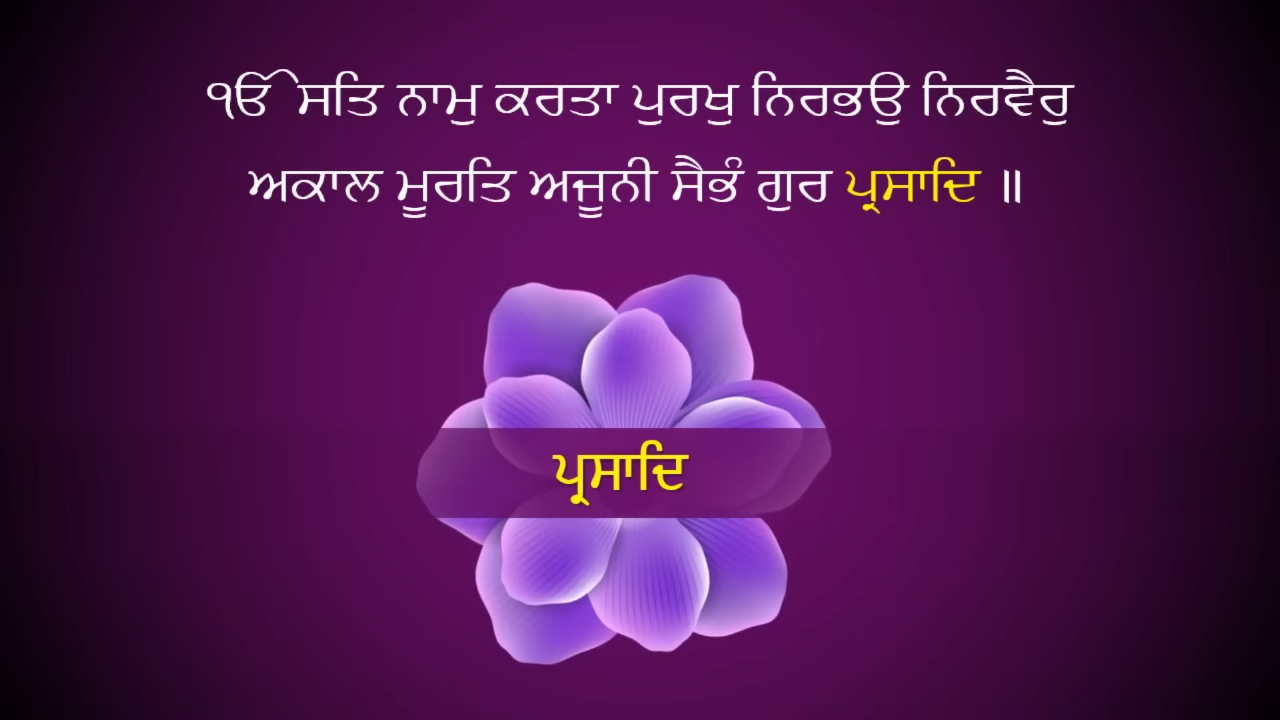 ੴ ਸਤਿ ਨਾਮੁ ਕਰਤਾ ਪੁਰਖੁ ਨਿਰਭਉ ਨਿਰਵੈਰੁ
ਅਕਾਲ ਮੂਰਤਿ ਅਜੂਨੀ ਸੈਭੰ ਗੁਰ ਪ੍ਰਸਾਦਿ ॥
ਪ੍ਰਸਾਦਿ